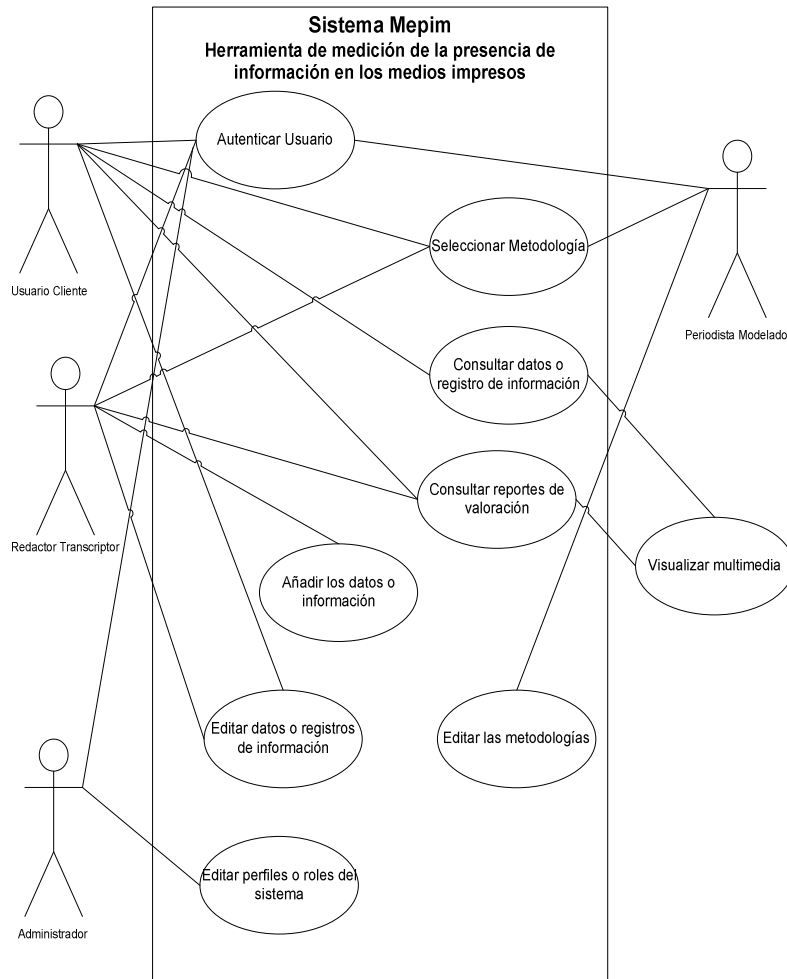 Sistema Mepim
Herramienta de medición de la presencia de
información en los medios impresos
Autenticar Usuario
Seleccionar Metodología
Usuario Cliente
Periodista Modelado
Consultar datos o
registro de información
Consultar reportes de
valoración
Redactor Transcriptor
Visualizar multimedia
Añadir los datos o
información
Editar datos o registros
de información
Editar las metodologías
Editar perfiles o roles del
sistema
Administrador